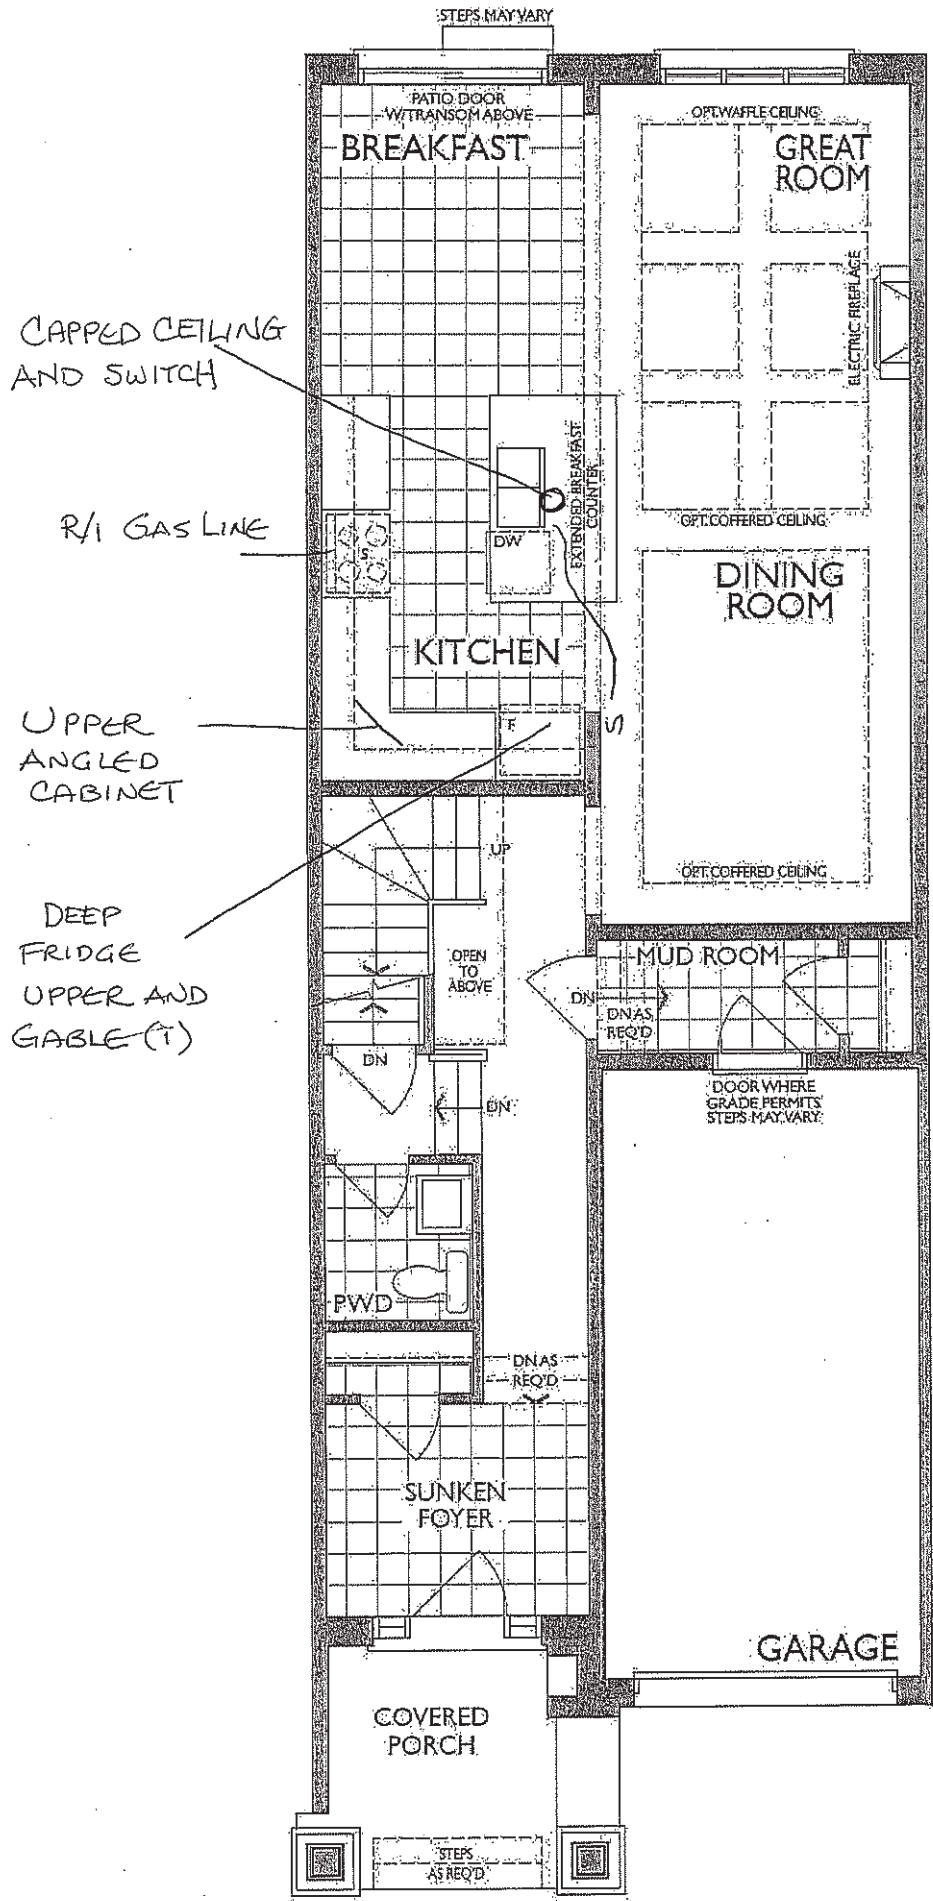 STEPS MAY VARY
PATIO DOOR
W/TRANSOM ABOVE
BREAKFAST
OPT. WAFFLE CEILING
GREAT
ROOM
ELECTRIC FIREPLACE
CAPPED CEILING
AND SWITCH
EXTENDED BREAKFAST
COUNTER
R/I GAS LINE
S
DW
OPT. COFFERED CEILING
DINING
ROOM
KITCHEN
S
F
UPPER
ANGLED
CABINET
UP
OPT. COFFERED CEILING
DEEP
FRIDGE
UPPER AND
GABLE (T)
OPEN
TO
ABOVE
MUD ROOM
DN
DN AS
REQ'D
DN
DN
DOOR WHERE
GRADE PERMITS
STEPS MAY VARY
PWD
DN AS
REQ'D
SUNKEN
FOYER
GARAGE
COVERED
PORCH
STEPS
AS REQ'D